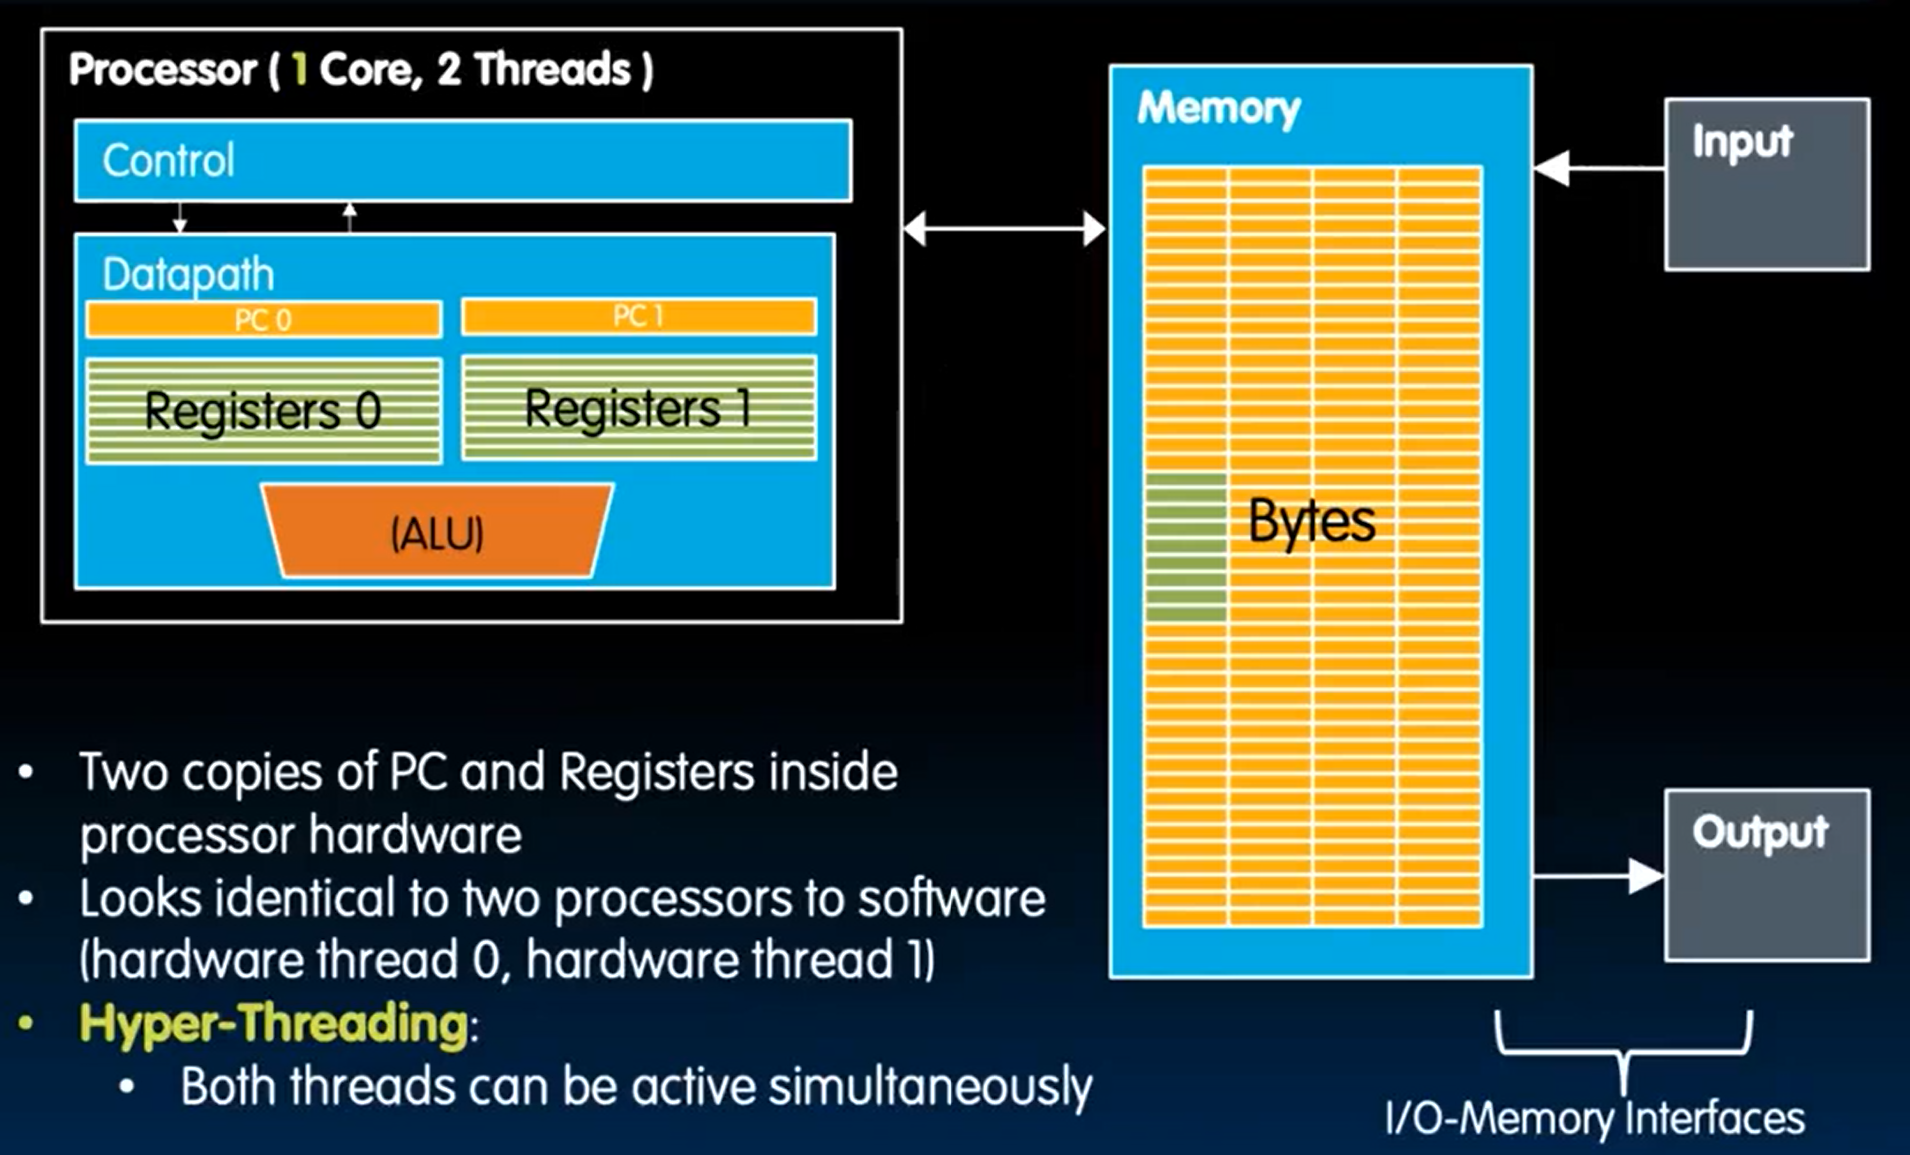 Processor ( 1 Core, 2 Threads )
Control
Datapath
PC 0
PC 1
Registers 0
Registers 1
(ALU)
Memory
Bytes
Input
Output
I/O-Memory Interfaces
• Two copies of PC and Registers inside
processor hardware
• Looks identical to two processors to software
(hardware thread 0, hardware thread 1)
• Hyper-Threading:
• Both threads can be active simultaneously